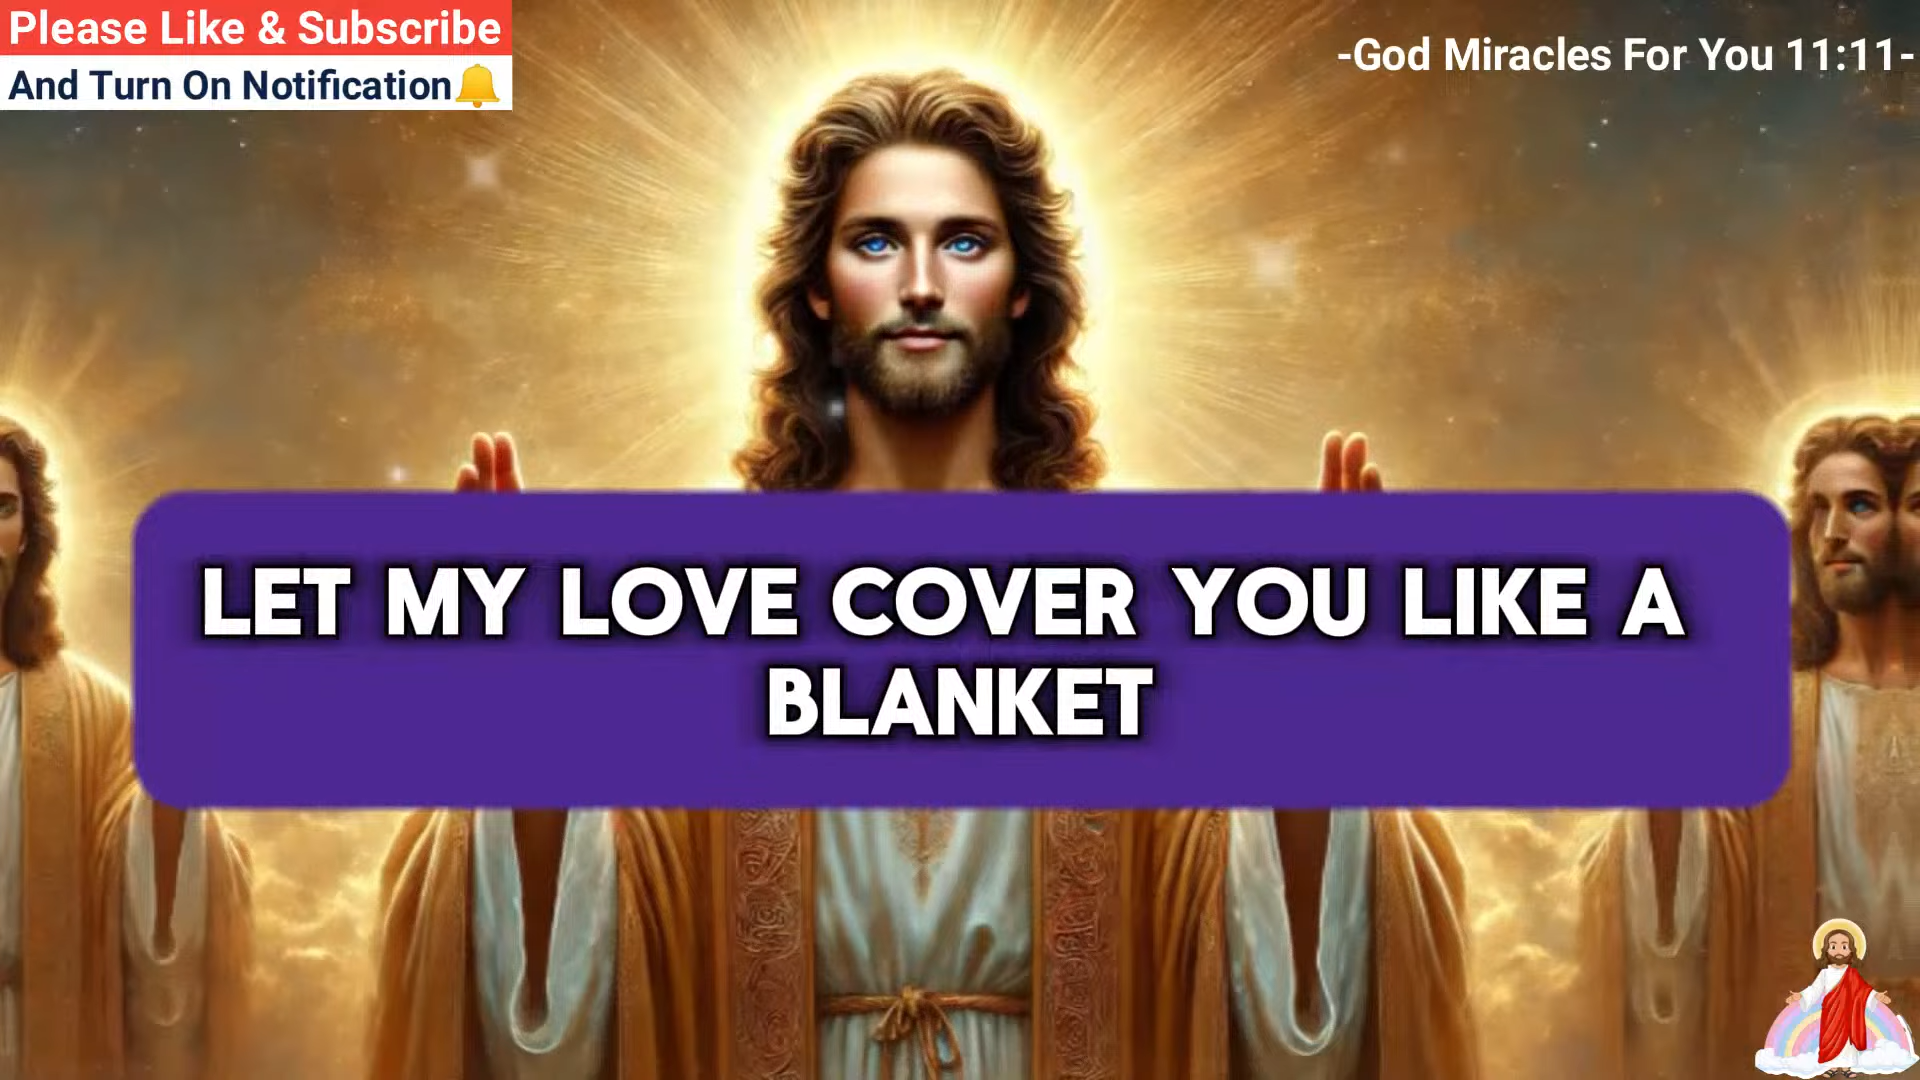 Please Like & Subscribe
And Turn On Notification🔔
-God Miracles For You 11:11-
LET MY LOVE COVER YOU LIKE A
BLANKET